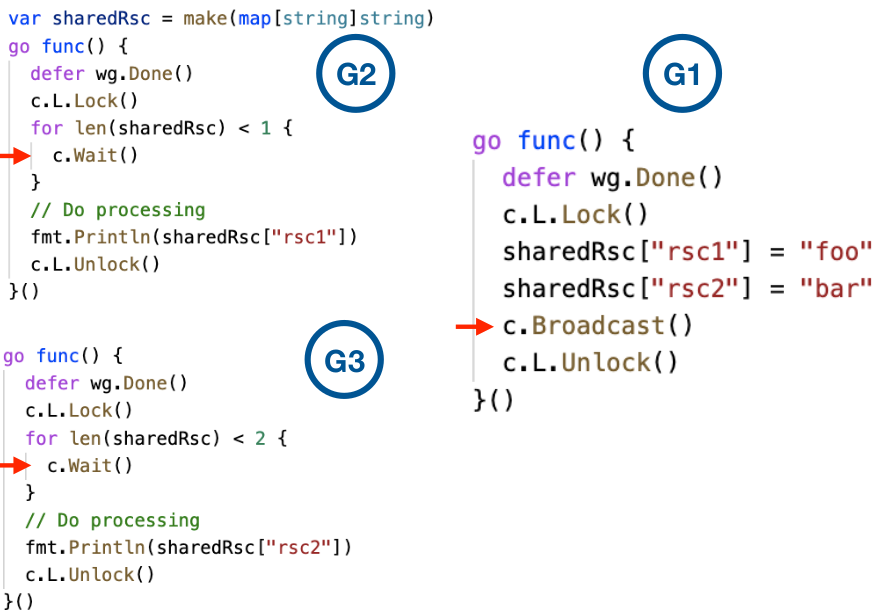 var sharedRsc = make(map[string]string)
go func() {
defer wg.Done()
c.L.Lock()
for len(sharedRsc) < 1 {
c.Wait()
}
// Do processing
fmt.Println(sharedRsc["rsc1"])
c.L.Unlock()
}()
G2
go func() {
defer wg.Done()
c.L.Lock()
for len(sharedRsc) < 2 {
c.Wait()
}
// Do processing
fmt.Println(sharedRsc["rsc2"])
c.L.Unlock()
}()
G3
G1
go func() {
defer wg.Done()
c.L.Lock()
sharedRsc["rsc1"] = "foo"
sharedRsc["rsc2"] = "bar"
c.Broadcast()
c.L.Unlock()
}()